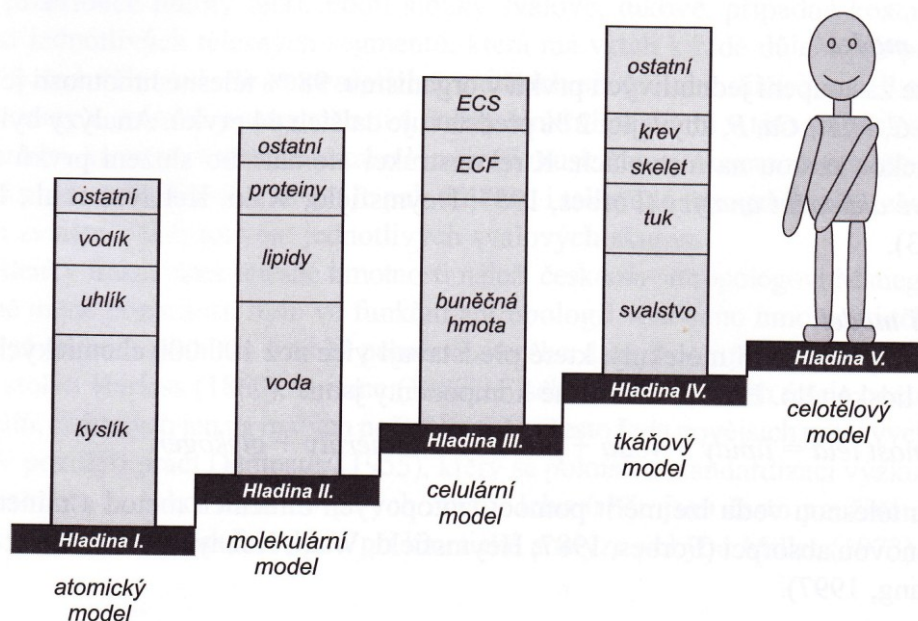 ostatní
vodík
uhlík
kyslík
Hladina I.
atomický
model
ostatní
proteiny
lipidy
voda
Hladina II.
molekulární
model
ECS
ECF
buněčná
hmota
Hladina III.
celulární
model
ostatní
krev
skelet
tuk
svalstvo
Hladina IV.
tkáňový
model
Hladina V.
celotělový
model